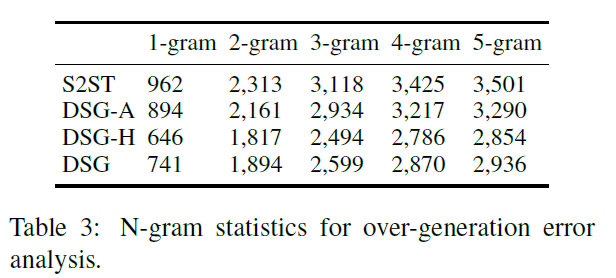 1-gram 2-gram 3-gram 4-gram 5-gram
S2ST 962 2,313 3,118 3,425 3,501
DSG-A 894 2,161 2,934 3,217 3,290
DSG-H 646 1,817 2,494 2,786 2,854
DSG 741 1,894 2,599 2,870 2,936
Table 3: N-gram statistics for over-generation error
analysis.